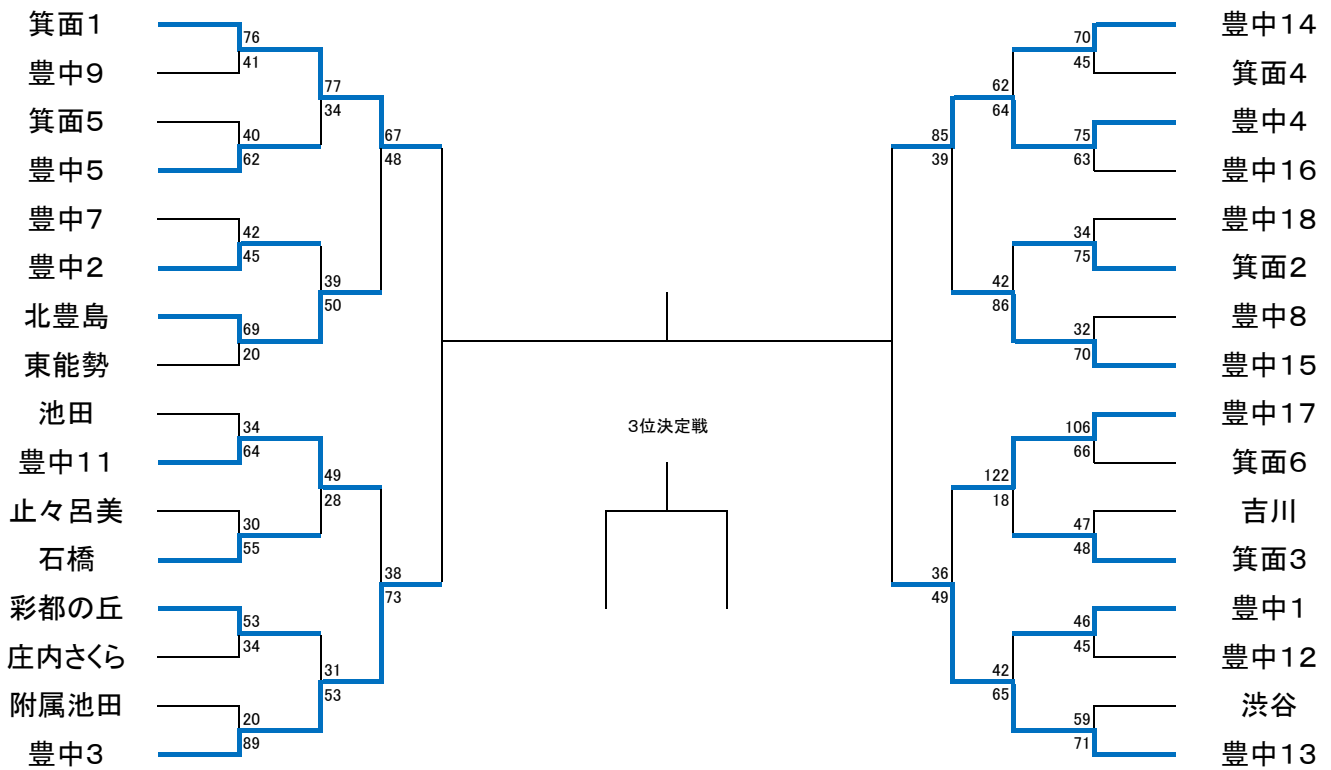 箕面１
76
41
豊中９
77
34
箕面５
40
62
豊中５
67
48
豊中７
42
45
豊中２
39
50
北豊島
69
20
東能勢
池田
34
64
豊中１１
49
28
止々呂美
30
55
石橋
38
73
彩都の丘
53
34
庄内さくら
31
53
附属池田
20
89
豊中３
３位決定戦
豊中１４
70
45
箕面４
62
64
豊中４
75
63
豊中１６
85
39
豊中１８
34
75
箕面２
42
86
豊中８
32
70
豊中１５
豊中１７
106
66
箕面６
122
18
吉川
47
48
箕面３
36
49
豊中１
46
45
豊中１２
42
65
渋谷
59
71
豊中１３